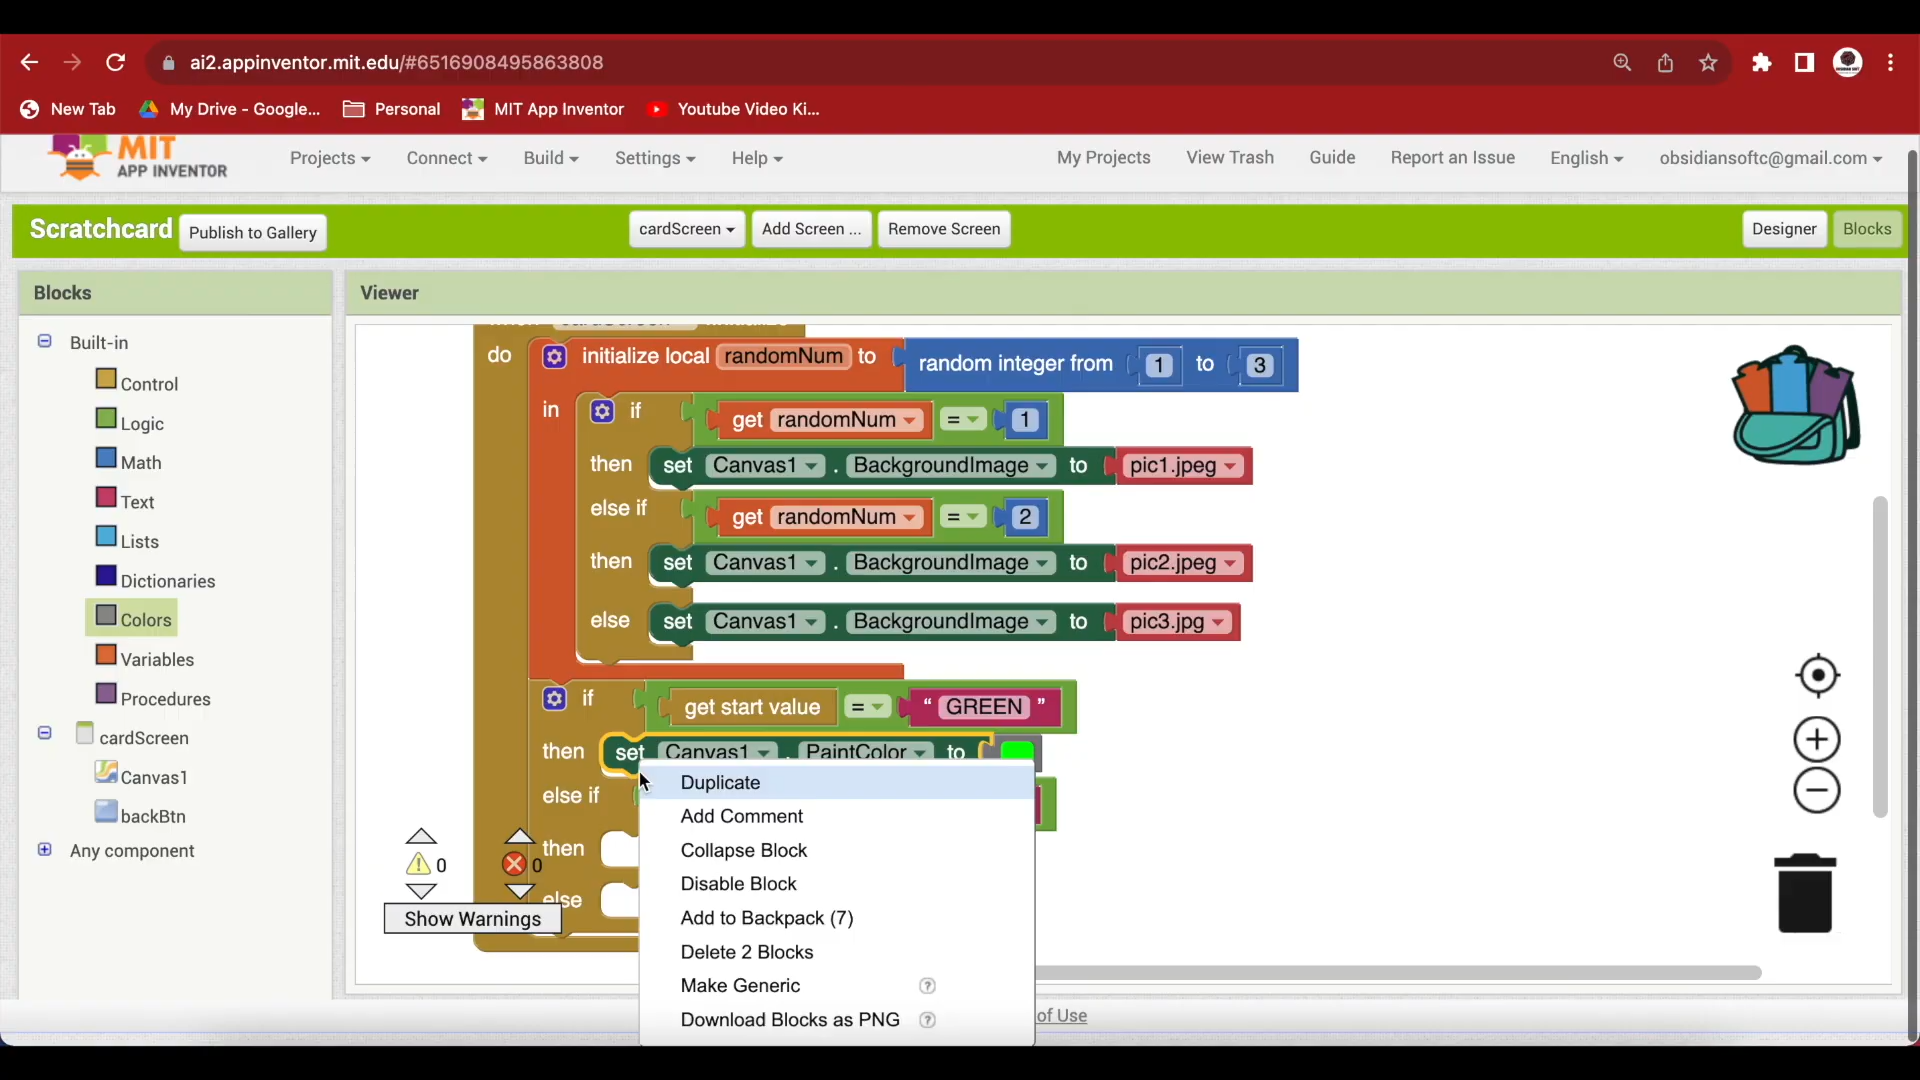 ai2.appinventor.mit.edu/#6516908495863808
New Tab My Drive - Google... Personal MIT App Inventor Youtube Video Ki...
MIT
APP INVENTOR
Projects Connect Build Settings Help My Projects View Trash Guide Report an Issue English obsidiansoftc@gmail.com
Scratchcard Publish to Gallery cardScreen Add Screen ... Remove Screen Designer Blocks
Blocks
Viewer
Built-in
Control
Logic
Math
Text
Lists
Dictionaries
Colors
Variables
Procedures
cardScreen
Canvas1
backBtn
Any component
do initialize local randomNum to random integer from 1 to 3
in if get randomNum = 1
then set Canvas1 . BackgroundImage to pic1.jpeg
else if get randomNum = 2
then set Canvas1 . BackgroundImage to pic2.jpeg
else set Canvas1 . BackgroundImage to pic3.jpg
if get start value = “ GREEN ”
then set Canvas1 . PaintColor to
else if
then
else
0 0
Show Warnings
Duplicate
Add Comment
Collapse Block
Disable Block
Add to Backpack (7)
Delete 2 Blocks
Make Generic ?
Download Blocks as PNG ?
of Use